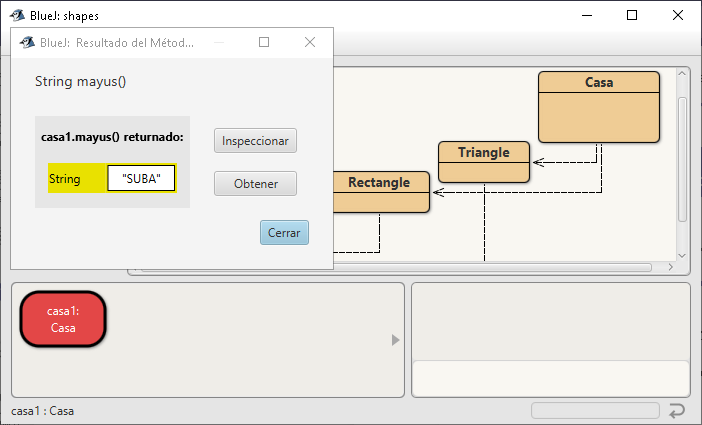 BlueJ: shapes
BlueJ: Resultado del Métod...
String mayus()
casa1.mayus() returnado:
String "SUBA"
Inspeccionar
Obtener
Cerrar
Casa
Triangle
Rectangle
casa1:
Casa
casa1 : Casa